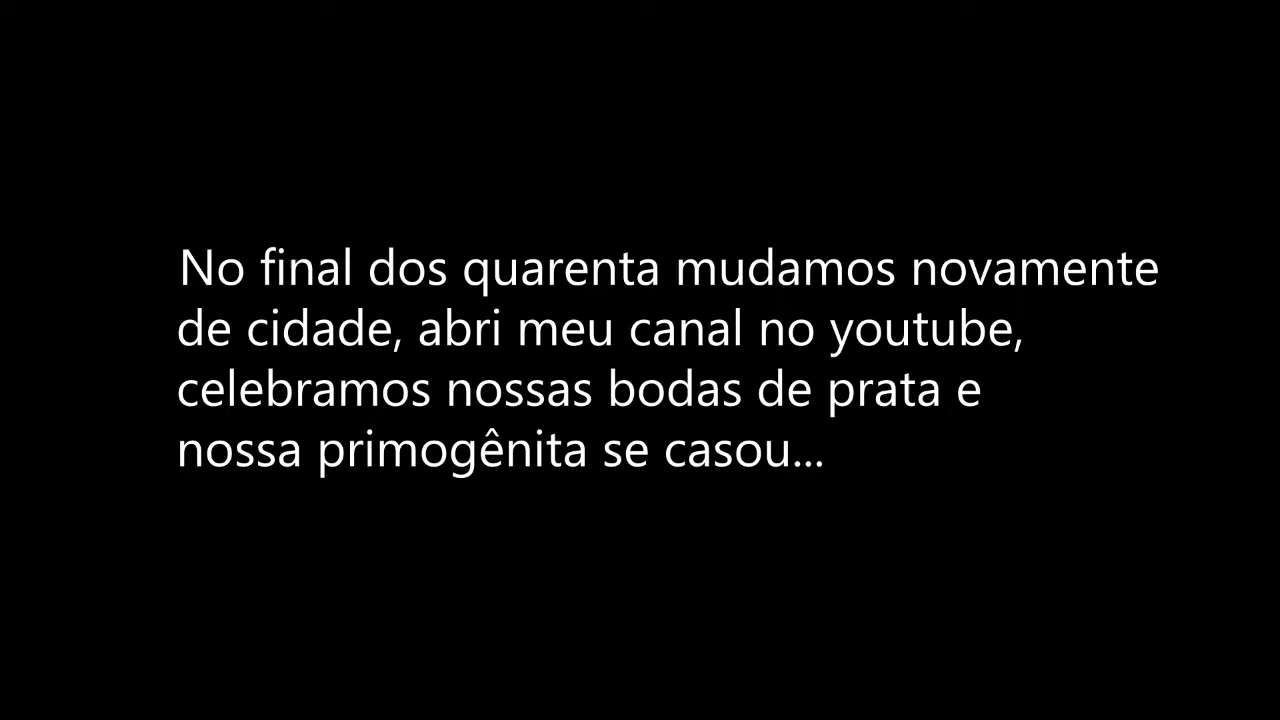 No final dos quarenta mudamos novamente
de cidade, abri meu canal no youtube,
celebramos nossas bodas de prata e
nossa primogênita se casou...